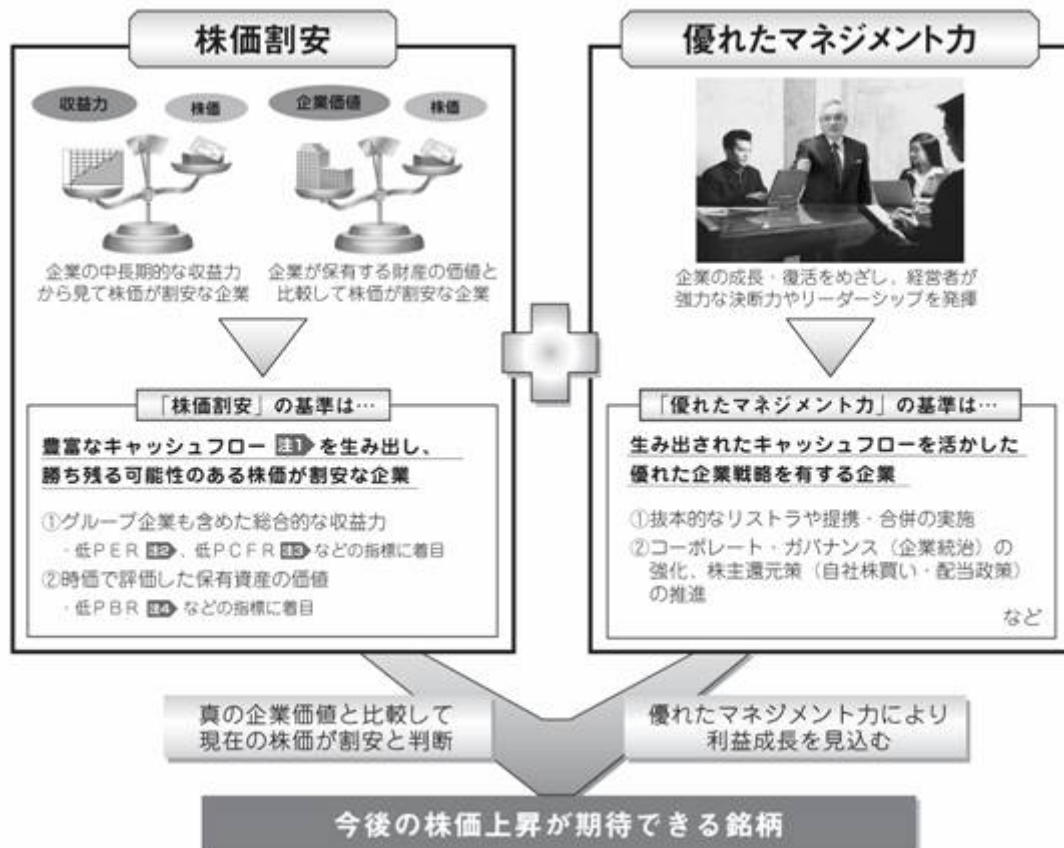 株価割安
収益力
株価
企業価値
株価
企業の中長期的な収益力
から見て株価が割安な企業
企業が保有する財産の価値と
比較して株価が割安な企業
「株価割安」の基準は…
豊富なキャッシュフロー 注1 を生み出し、
勝ち残る可能性のある株価が割安な企業
①グループ企業も含めた総合的な収益力
・低PER 注2 、低PCFR 注3 などの指標に着目
②時価で評価した保有資産の価値
・低PBR 注4 などの指標に着目
優れたマネジメント力
企業の成長・復活をめざし、経営者が
強力な決断力やリーダーシップを発揮
「優れたマネジメント力」の基準は…
生み出されたキャッシュフローを活かした
優れた企業戦略を有する企業
①抜本的なリストラや提携・合併の実施
②コーポレート・ガバナンス（企業統治）の
強化、株主還元策（自社株買い・配当政策）
の推進
など
真の企業価値と比較して
現在の株価が割安と判断
優れたマネジメント力により
利益成長を見込む
今後の株価上昇が期待できる銘柄